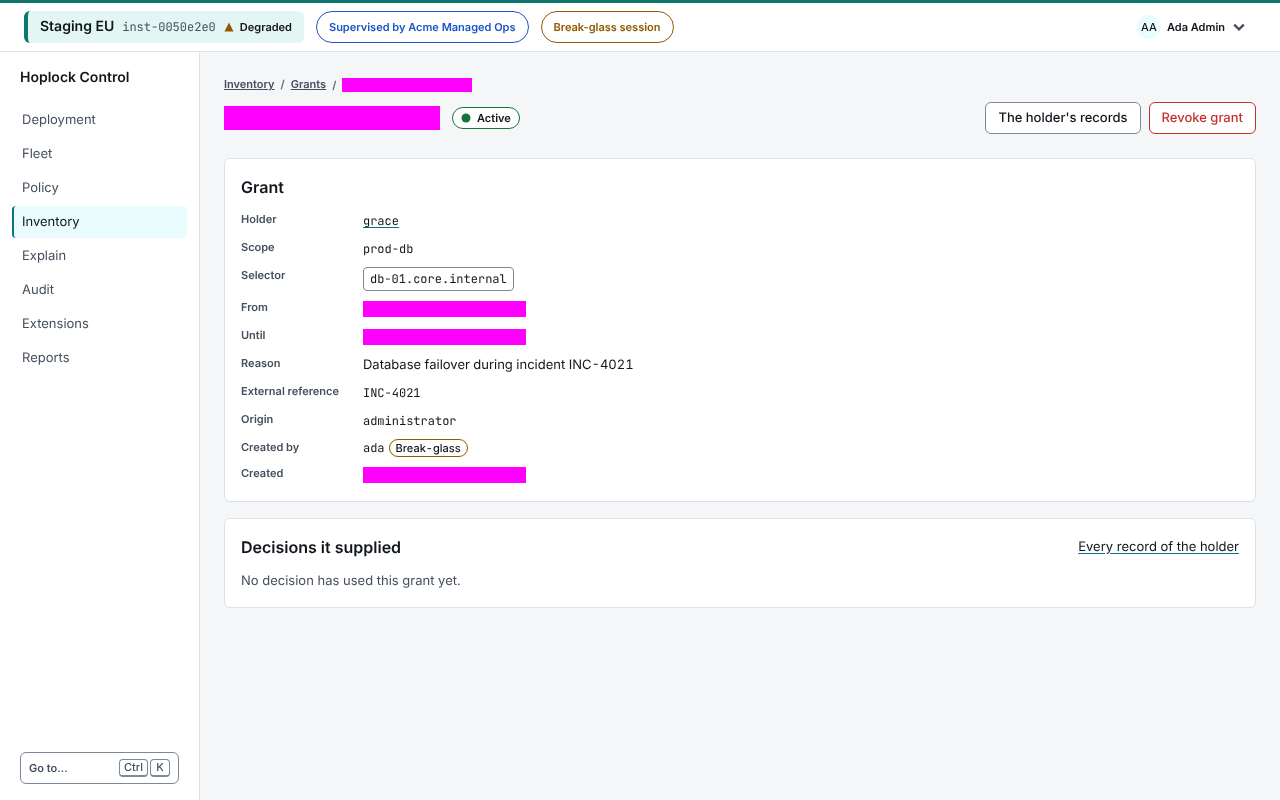 Staging EU inst-0050e2e0 Degraded Supervised by Acme Managed Ops Break-glass session AA Ada Admin
Hoplock Control
Deployment
Fleet
Policy
Inventory
Explain
Audit
Extensions
Reports
Go to... Ctrl K
Inventory / Grants /
Active The holder's records Revoke grant
Grant
Holder grace
Scope prod-db
Selector db-01.core.internal
From
Until
Reason Database failover during incident INC-4021
External reference INC-4021
Origin administrator
Created by ada Break-glass
Created
Decisions it supplied Every record of the holder
No decision has used this grant yet.